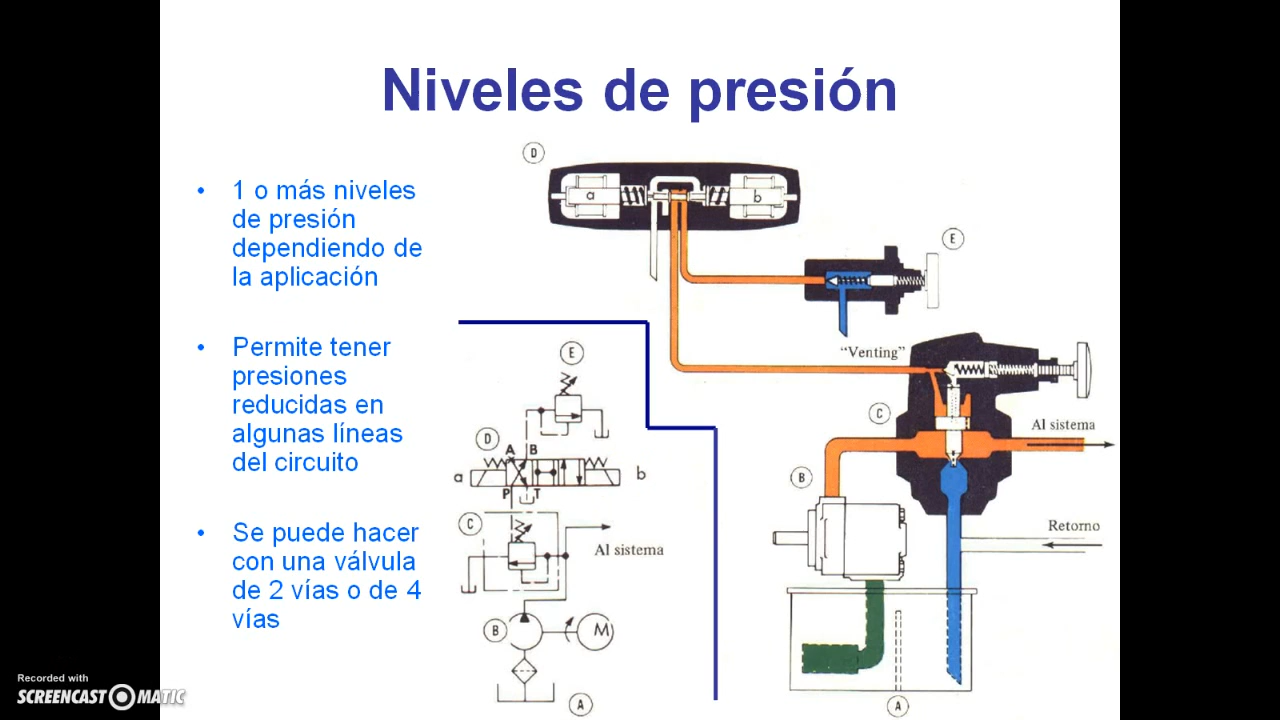 Niveles de presión
• 1 o más niveles
de presión
dependiendo de
la aplicación
• Permite tener
presiones
reducidas en
algunas líneas
del circuito
• Se puede hacer
con una válvula
de 2 vías o de 4
vías
D
a
b
E
"Venting"
C
Al sistema
B
Retorno
A
E
D
A
B
a
b
P
T
C
Al sistema
B
M
A
Recorded with
SCREENCAST MATIC